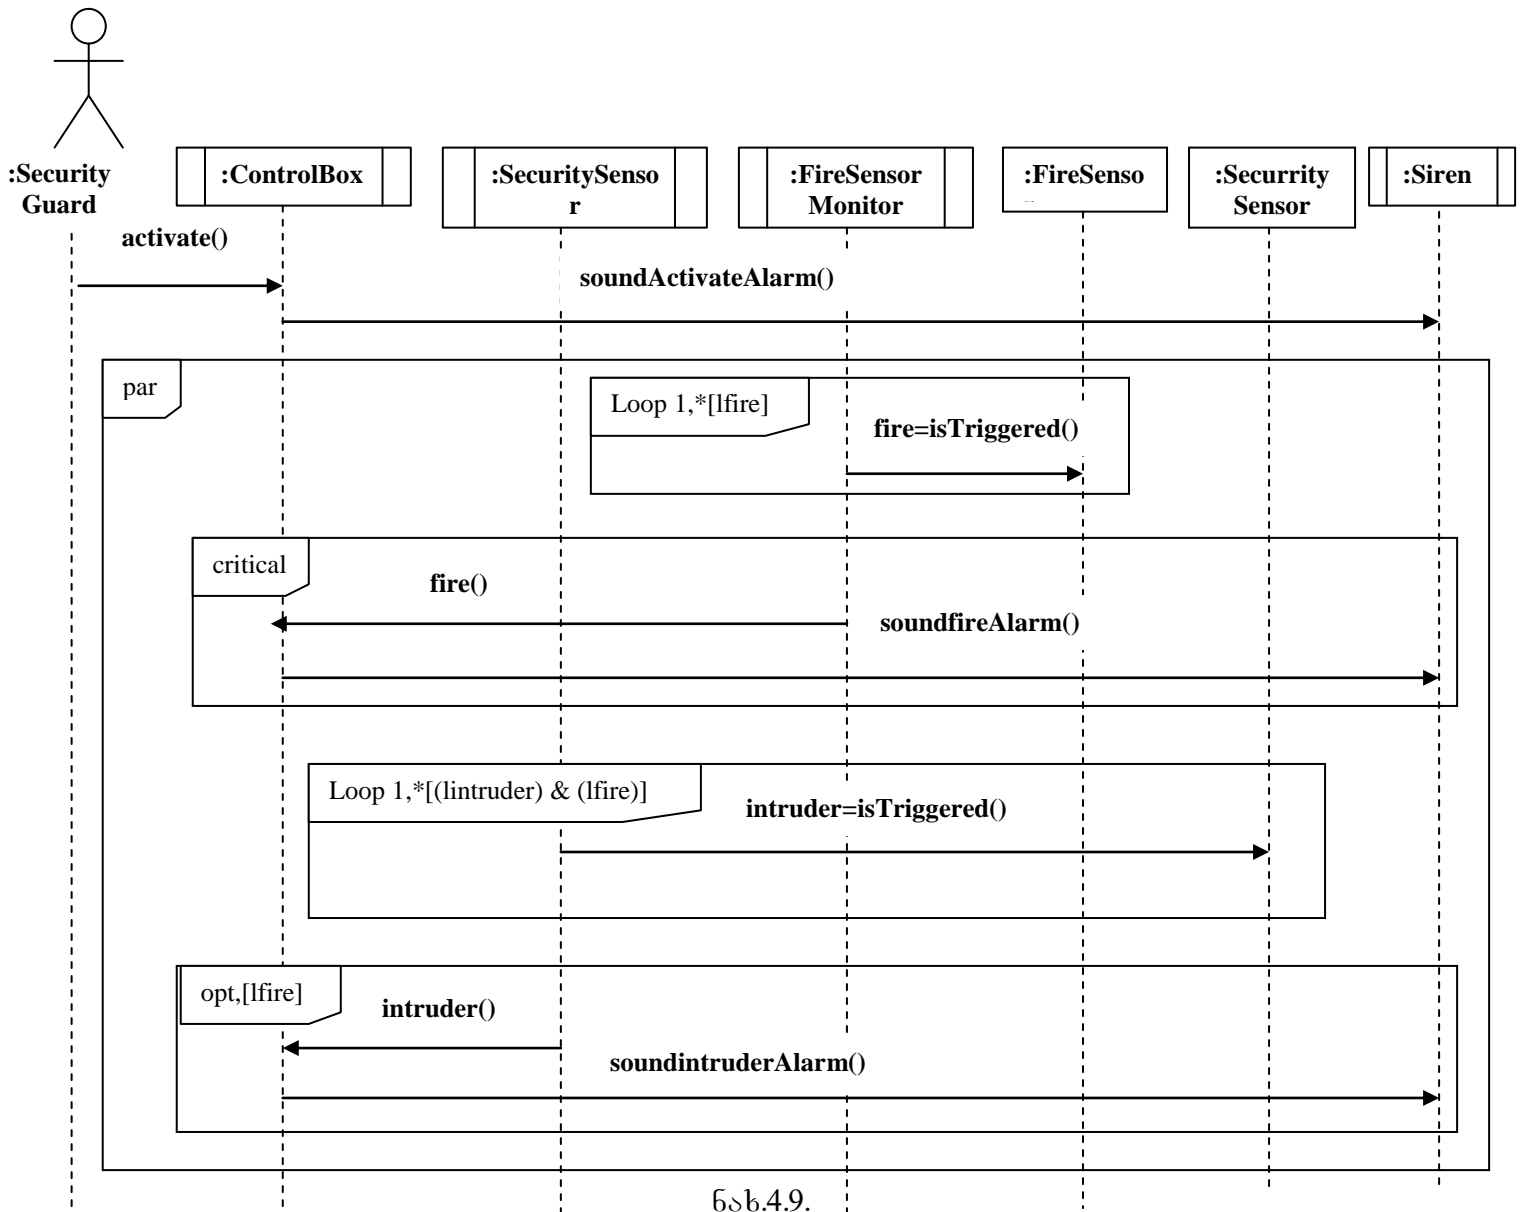 :Security
Guard
:ControlBox
:SecuritySenso
r
:FireSensor
Monitor
:FireSenso
:Securrity
Sensor
:Siren
activate()
soundActivateAlarm()
par
Loop 1,*[lfire]
fire=isTriggered()
critical
fire()
soundfireAlarm()
Loop 1,*[(lintruder) & (lfire)]
intruder=isTriggered()
opt,[lfire]
intruder()
soundintruderAlarm()
ნახ.4.9.